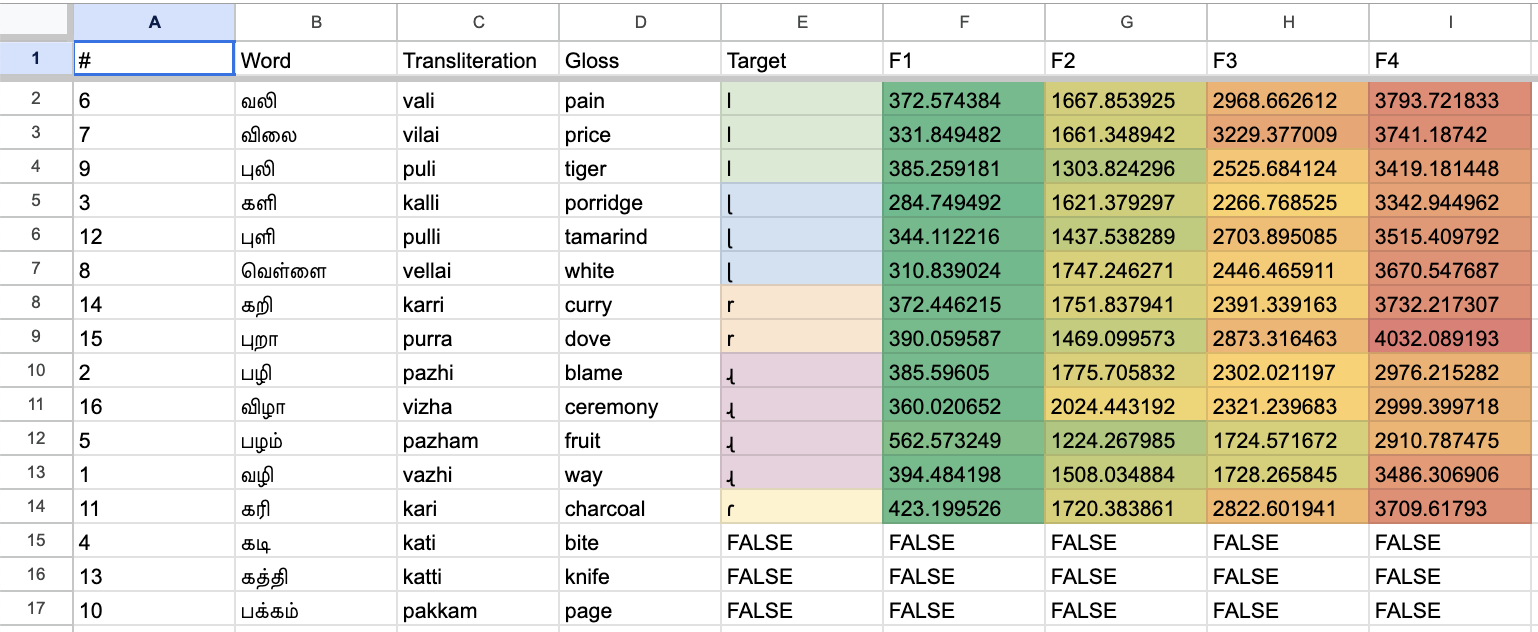 A B C D E F G H I
1 # Word Transliteration Gloss Target F1 F2 F3 F4
2 6 வலி vali pain l 372.574384 1667.853925 2968.662612 3793.721833
3 7 விலை vilai price l 331.849482 1661.348942 3229.377009 3741.18742
4 9 புலி puli tiger l 385.259181 1303.824296 2525.684124 3419.181448
5 3 களி kalli porridge ɭ 284.749492 1621.379297 2266.768525 3342.944962
6 12 புளி pulli tamarind ɭ 344.112216 1437.538289 2703.895085 3515.409792
7 8 வெள்ளை vellai white ɭ 310.839024 1747.246271 2446.465911 3670.547687
8 14 கறி karri curry r 372.446215 1751.837941 2391.339163 3732.217307
9 15 புறா purra dove r 390.059587 1469.099573 2873.316463 4032.089193
10 2 பழி pazhi blame ɻ 385.59605 1775.705832 2302.021197 2976.215282
11 16 விழா vizha ceremony ɻ 360.020652 2024.443192 2321.239683 2999.399718
12 5 பழம் pazham fruit ɻ 562.573249 1224.267985 1724.571672 2910.787475
13 1 வழி vazhi way ɻ 394.484198 1508.034884 1728.265845 3486.306906
14 11 கரி kari charcoal ɾ 423.199526 1720.383861 2822.601941 3709.61793
15 4 கடி kati bite FALSE FALSE FALSE FALSE FALSE
16 13 கத்தி katti knife FALSE FALSE FALSE FALSE FALSE
17 10 பக்கம் pakkam page FALSE FALSE FALSE FALSE FALSE